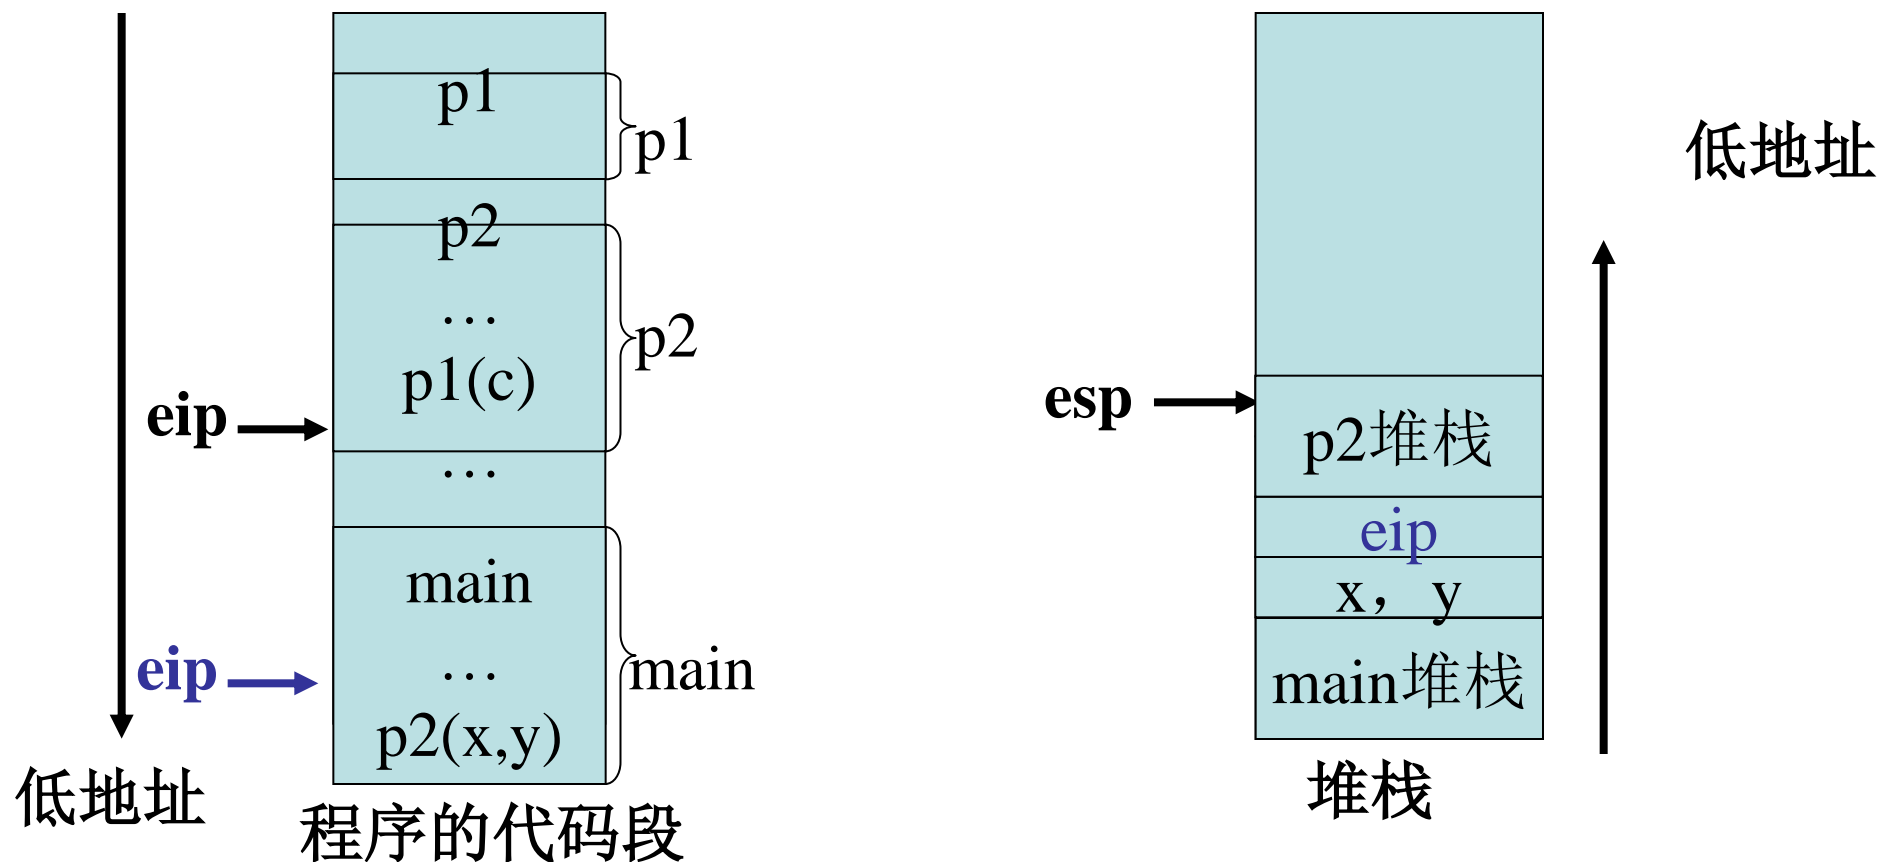 p1
p1
p2
…
p2
p1(c)
eip
…
main
eip
…
main
p2(x,y)
低地址
程序的代码段
低地址
esp
p2堆栈
eip
x，y
main堆栈
堆栈